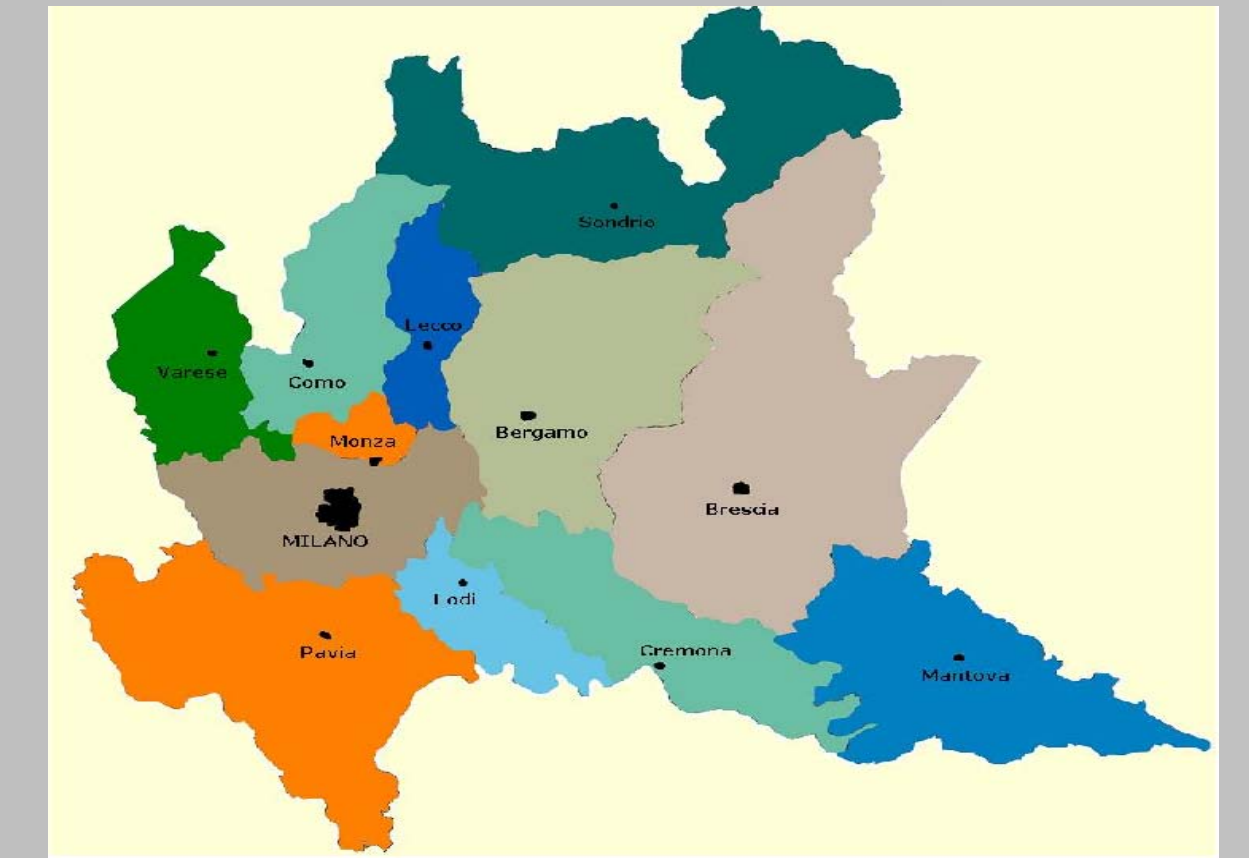 Sondrio
Lecco
Varese
Como
Bergamo
Monza
Brescia
MILANO
Lodi
Pavia
Cremona
Mantova